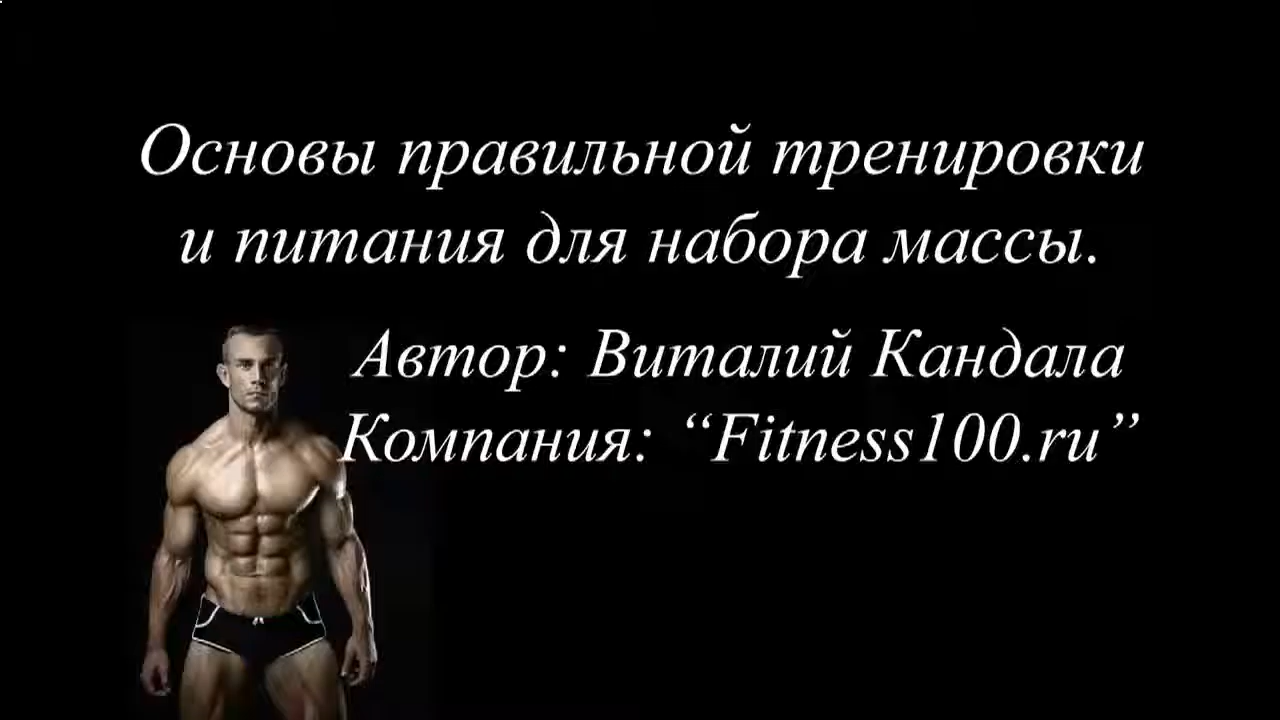 Основы правильной тренировки
и питания для набора массы.
Автор: Виталий Кандала
Компания: “Fitness100.ru”